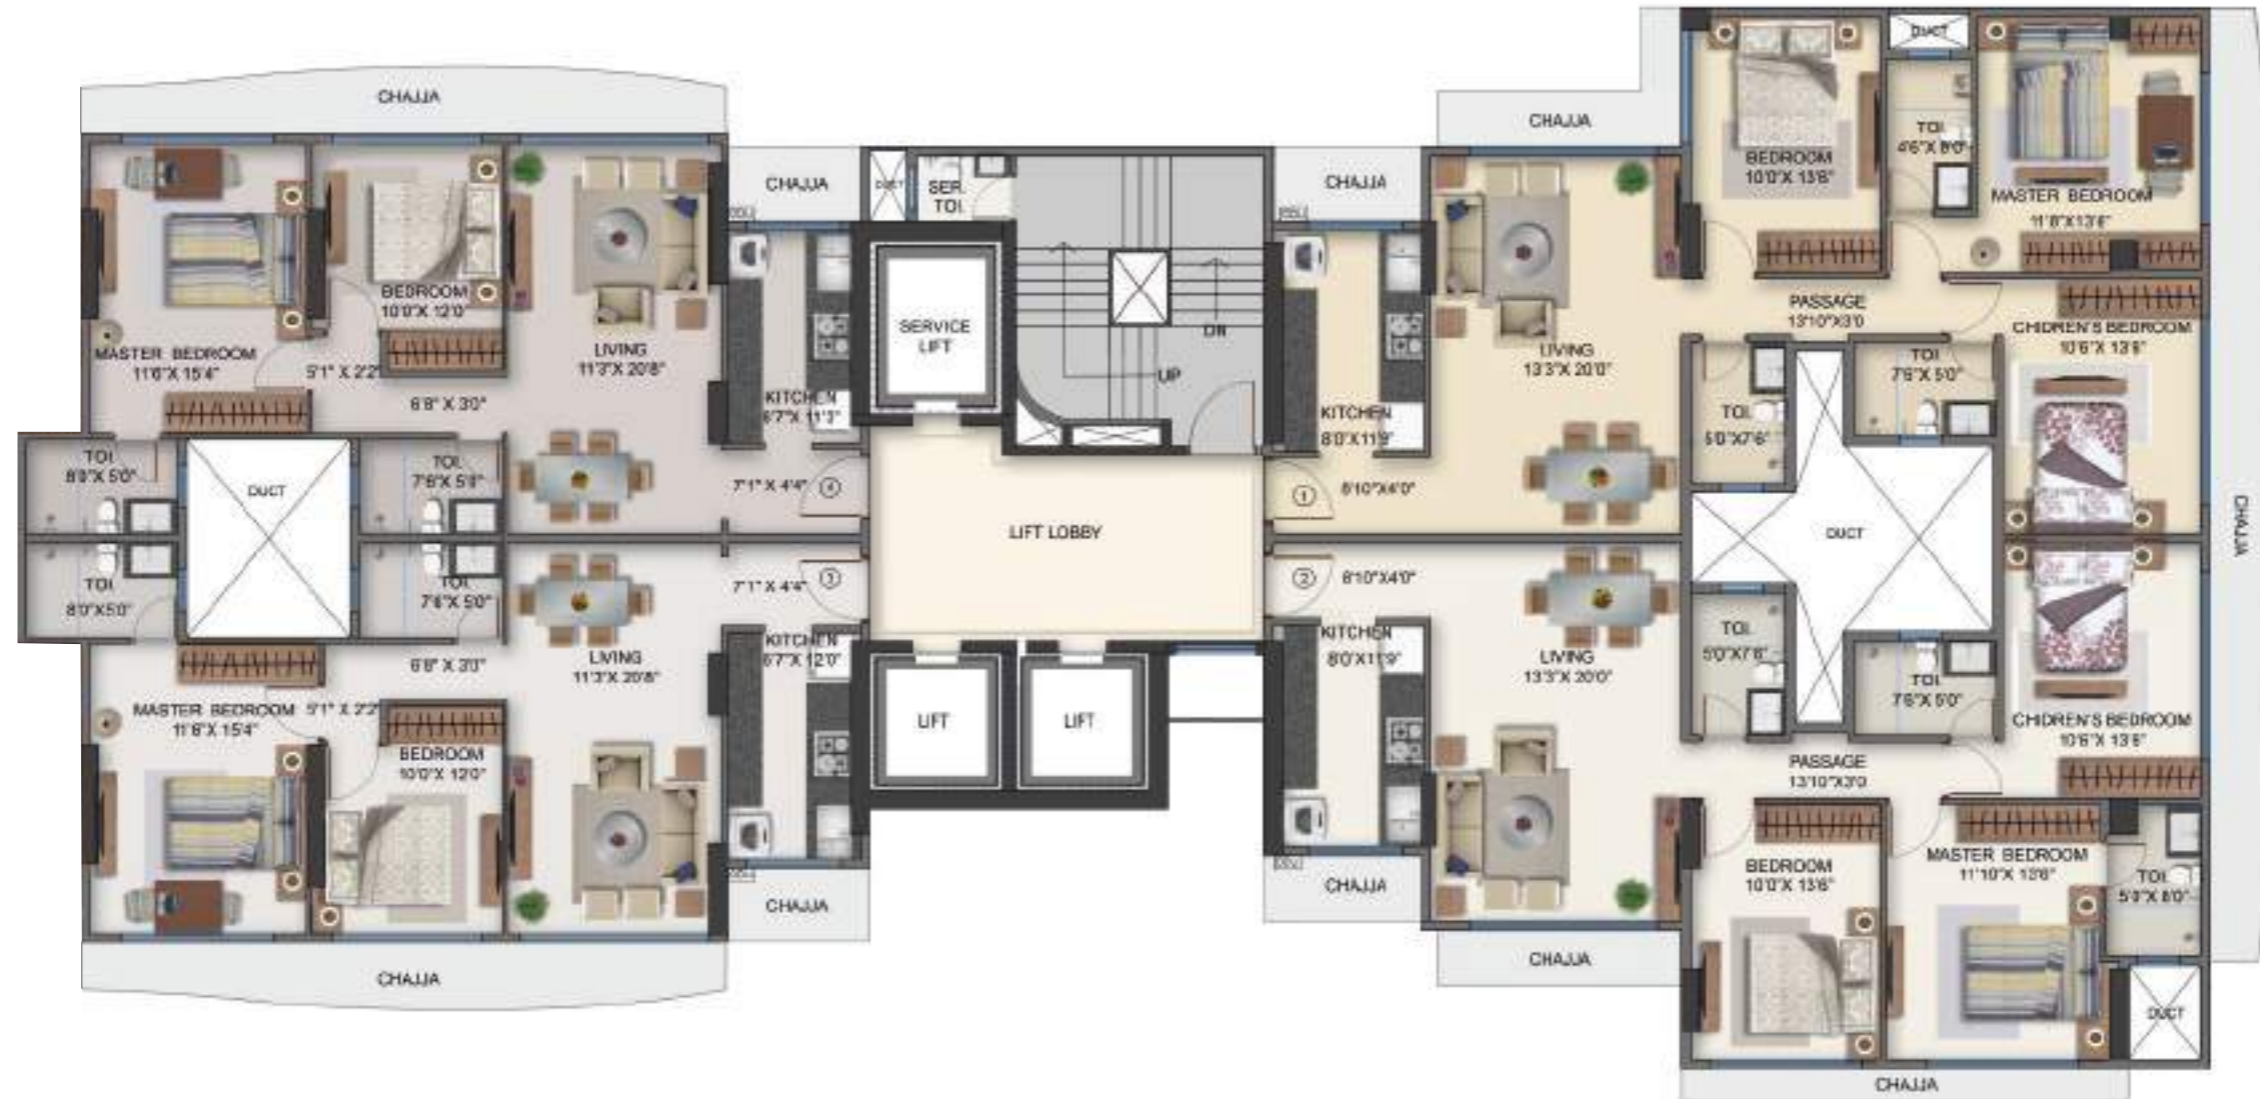 CHAJJA
MASTER BEDROOM
11'6"X 15'4"
BEDROOM
10'0"X 12'0"
LIVING
11'3"X 20'8"
5'1" X 2'2"
6'8" X 3'0"
CHAJJA
KITCHEN
6'7"X 11'3"
TOI.
8'0"X 5'0"
DUCT
TOI.
7'6"X 5'0"
7'1" X 4'4"
4
TOI.
8'0"X5'0"
TOI.
7'6"X 5'0"
7'1" X 4'4"
3
6'8" X 3'0"
LIVING
11'3"X 20'8"
KITCHEN
6'7"X 12'0"
MASTER BEDROOM
11'6"X 15'4"
5'1" X 2'2"
BEDROOM
10'0"X 12'0"
CHAJJA
CHAJJA
DUCT
SER.
TOI.
SERVICE
LIFT
UP
DN
LIFT LOBBY
LIFT
LIFT
CHAJJA
CHAJJA
KITCHEN
8'0"X11'9"
LIVING
13'3"X 20'0"
1
8'10"X4'0"
BEDROOM
10'0"X 13'6"
DUCT
TOI.
4'6"X 8'0"
MASTER BEDROOM
11'8"X13'6"
PASSAGE
13'10"X3'0
CHIDREN'S BEDROOM
10'6"X 13'6"
TOI.
5'0"X7'6"
TOI.
7'6"X 5'0"
DUCT
CHAJJA
2
8'10"X4'0"
KITCHEN
8'0"X11'9"
LIVING
13'3"X 20'0"
TOI.
5'0"X7'6"
TOI.
7'6"X 5'0"
CHIDREN'S BEDROOM
10'6"X 13'6"
PASSAGE
13'10"X3'0
BEDROOM
10'0"X 13'6"
MASTER BEDROOM
11'10"X 13'6"
TOI.
5'0"X 8'0"
DUCT
CHAJJA
CHAJJA
CHAJJA